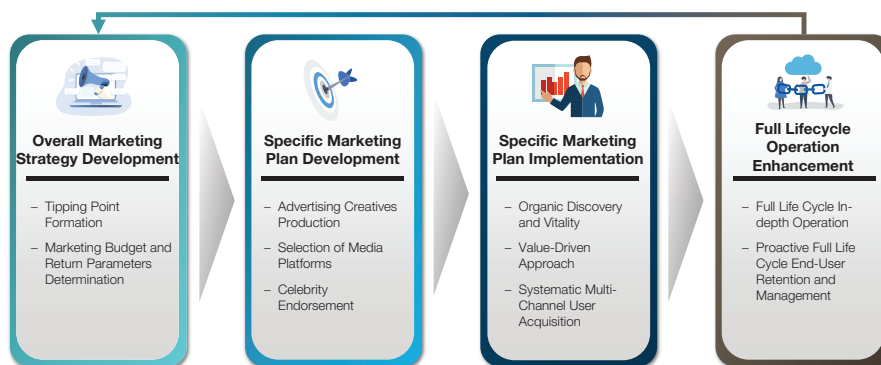 Overall Marketing
Strategy Development
– Tipping Point
Formation
– Marketing Budget and
Return Parameters
Determination
Specific Marketing
Plan Development
– Advertising Creatives
Production
– Selection of Media
Platforms
– Celebrity
Endorsement
Specific Marketing
Plan Implementation
– Organic Discovery
and Vitality
– Value-Driven
Approach
– Systematic Multi-
Channel User
Acquisition
Full Lifecycle
Operation
Enhancement
– Full Life Cycle In-
depth Operation
– Proactive Full Life
Cycle End-User
Retention and
Management